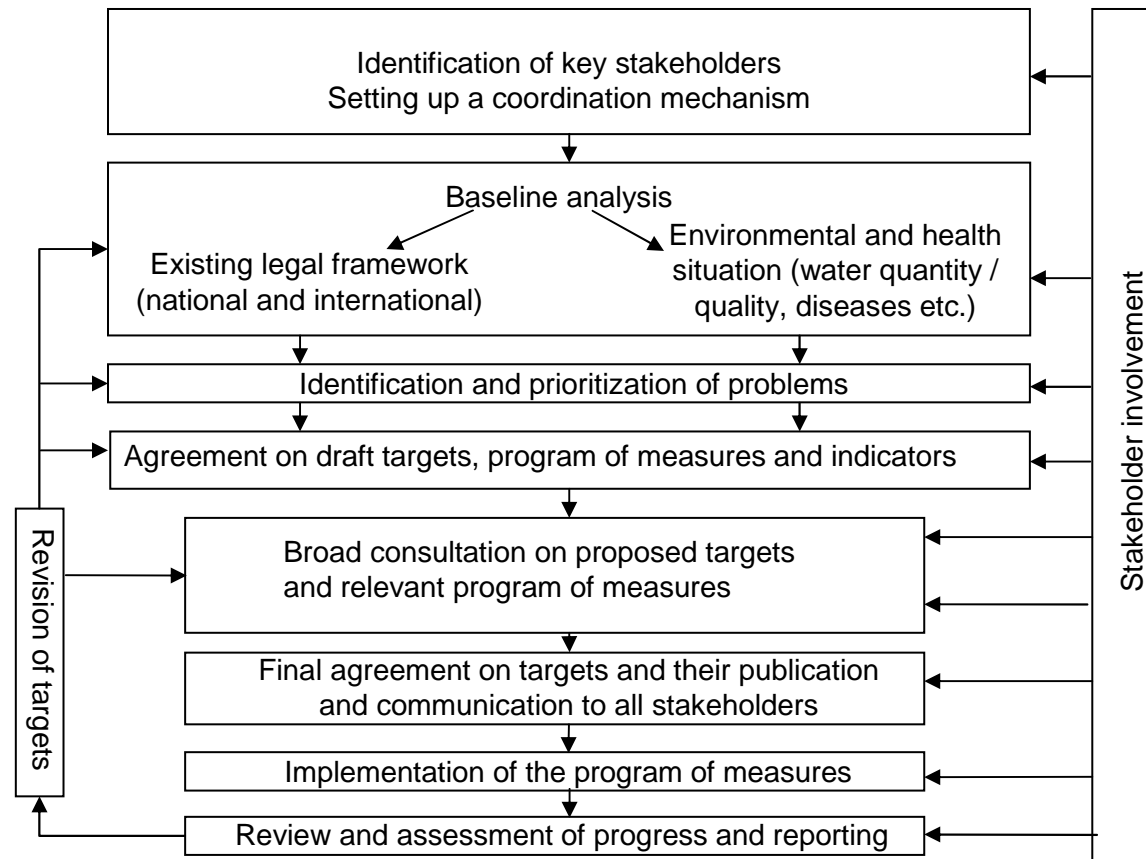 Identification of key stakeholders
Setting up a coordination mechanism
Baseline analysis
Existing legal framework
(national and international)
Environmental and health
situation (water quantity /
quality, diseases etc.)
Identification and prioritization of problems
Agreement on draft targets, program of measures and indicators
Broad consultation on proposed targets
and relevant program of measures
Final agreement on targets and their publication
and communication to all stakeholders
Implementation of the program of measures
Review and assessment of progress and reporting
Revision of targets
Stakeholder involvement